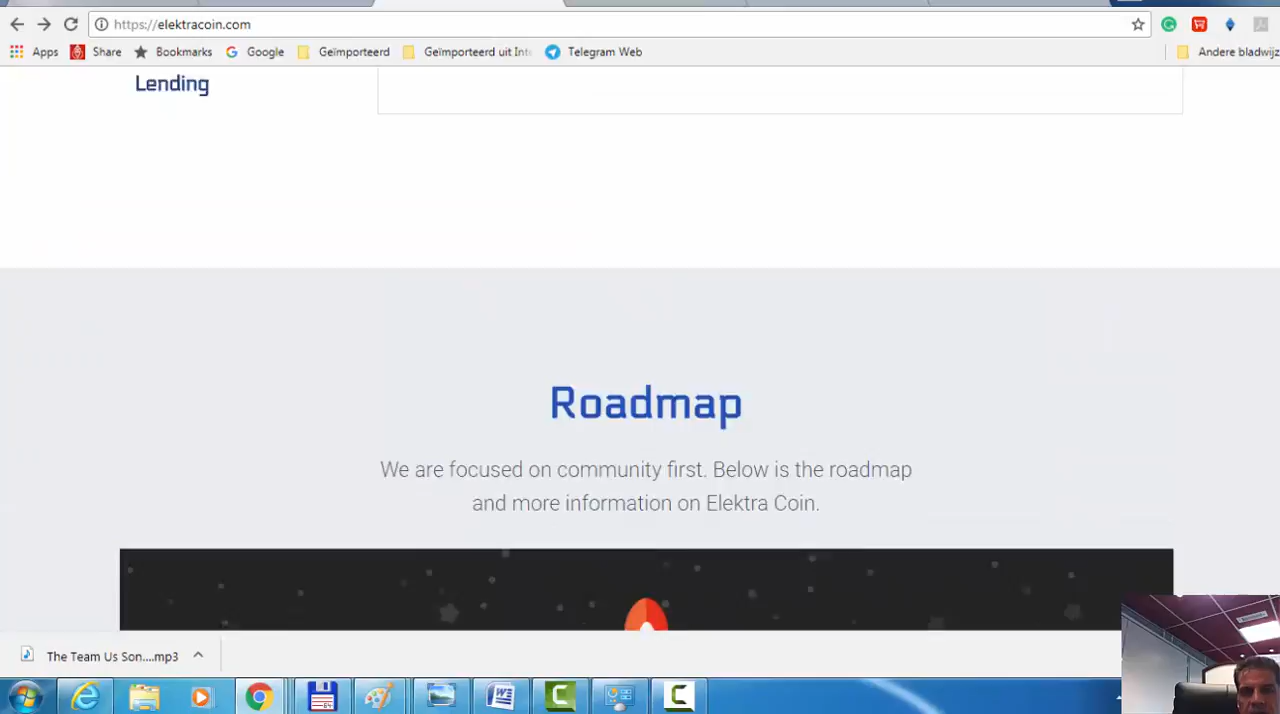 https://elektracoin.com
Apps Share Bookmarks Google Geïmporteerd Geïmporteerd uit Int Telegram Web Andere bladwijz
Lending
Roadmap
We are focused on community first. Below is the roadmap
and more information on Elektra Coin.
The Team Us Son....mp3